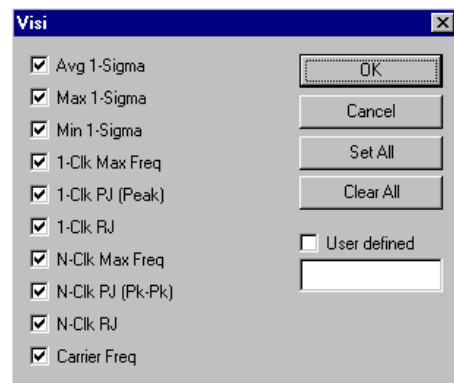 Visi
Avg 1-Sigma
Max 1-Sigma
Min 1-Sigma
1-Clk Max Freq
1-Clk PJ (Peak)
1-Clk RJ
N-Clk Max Freq
N-Clk PJ (Pk-Pk)
N-Clk RJ
Carrier Freq
OK
Cancel
Set All
Clear All
User defined